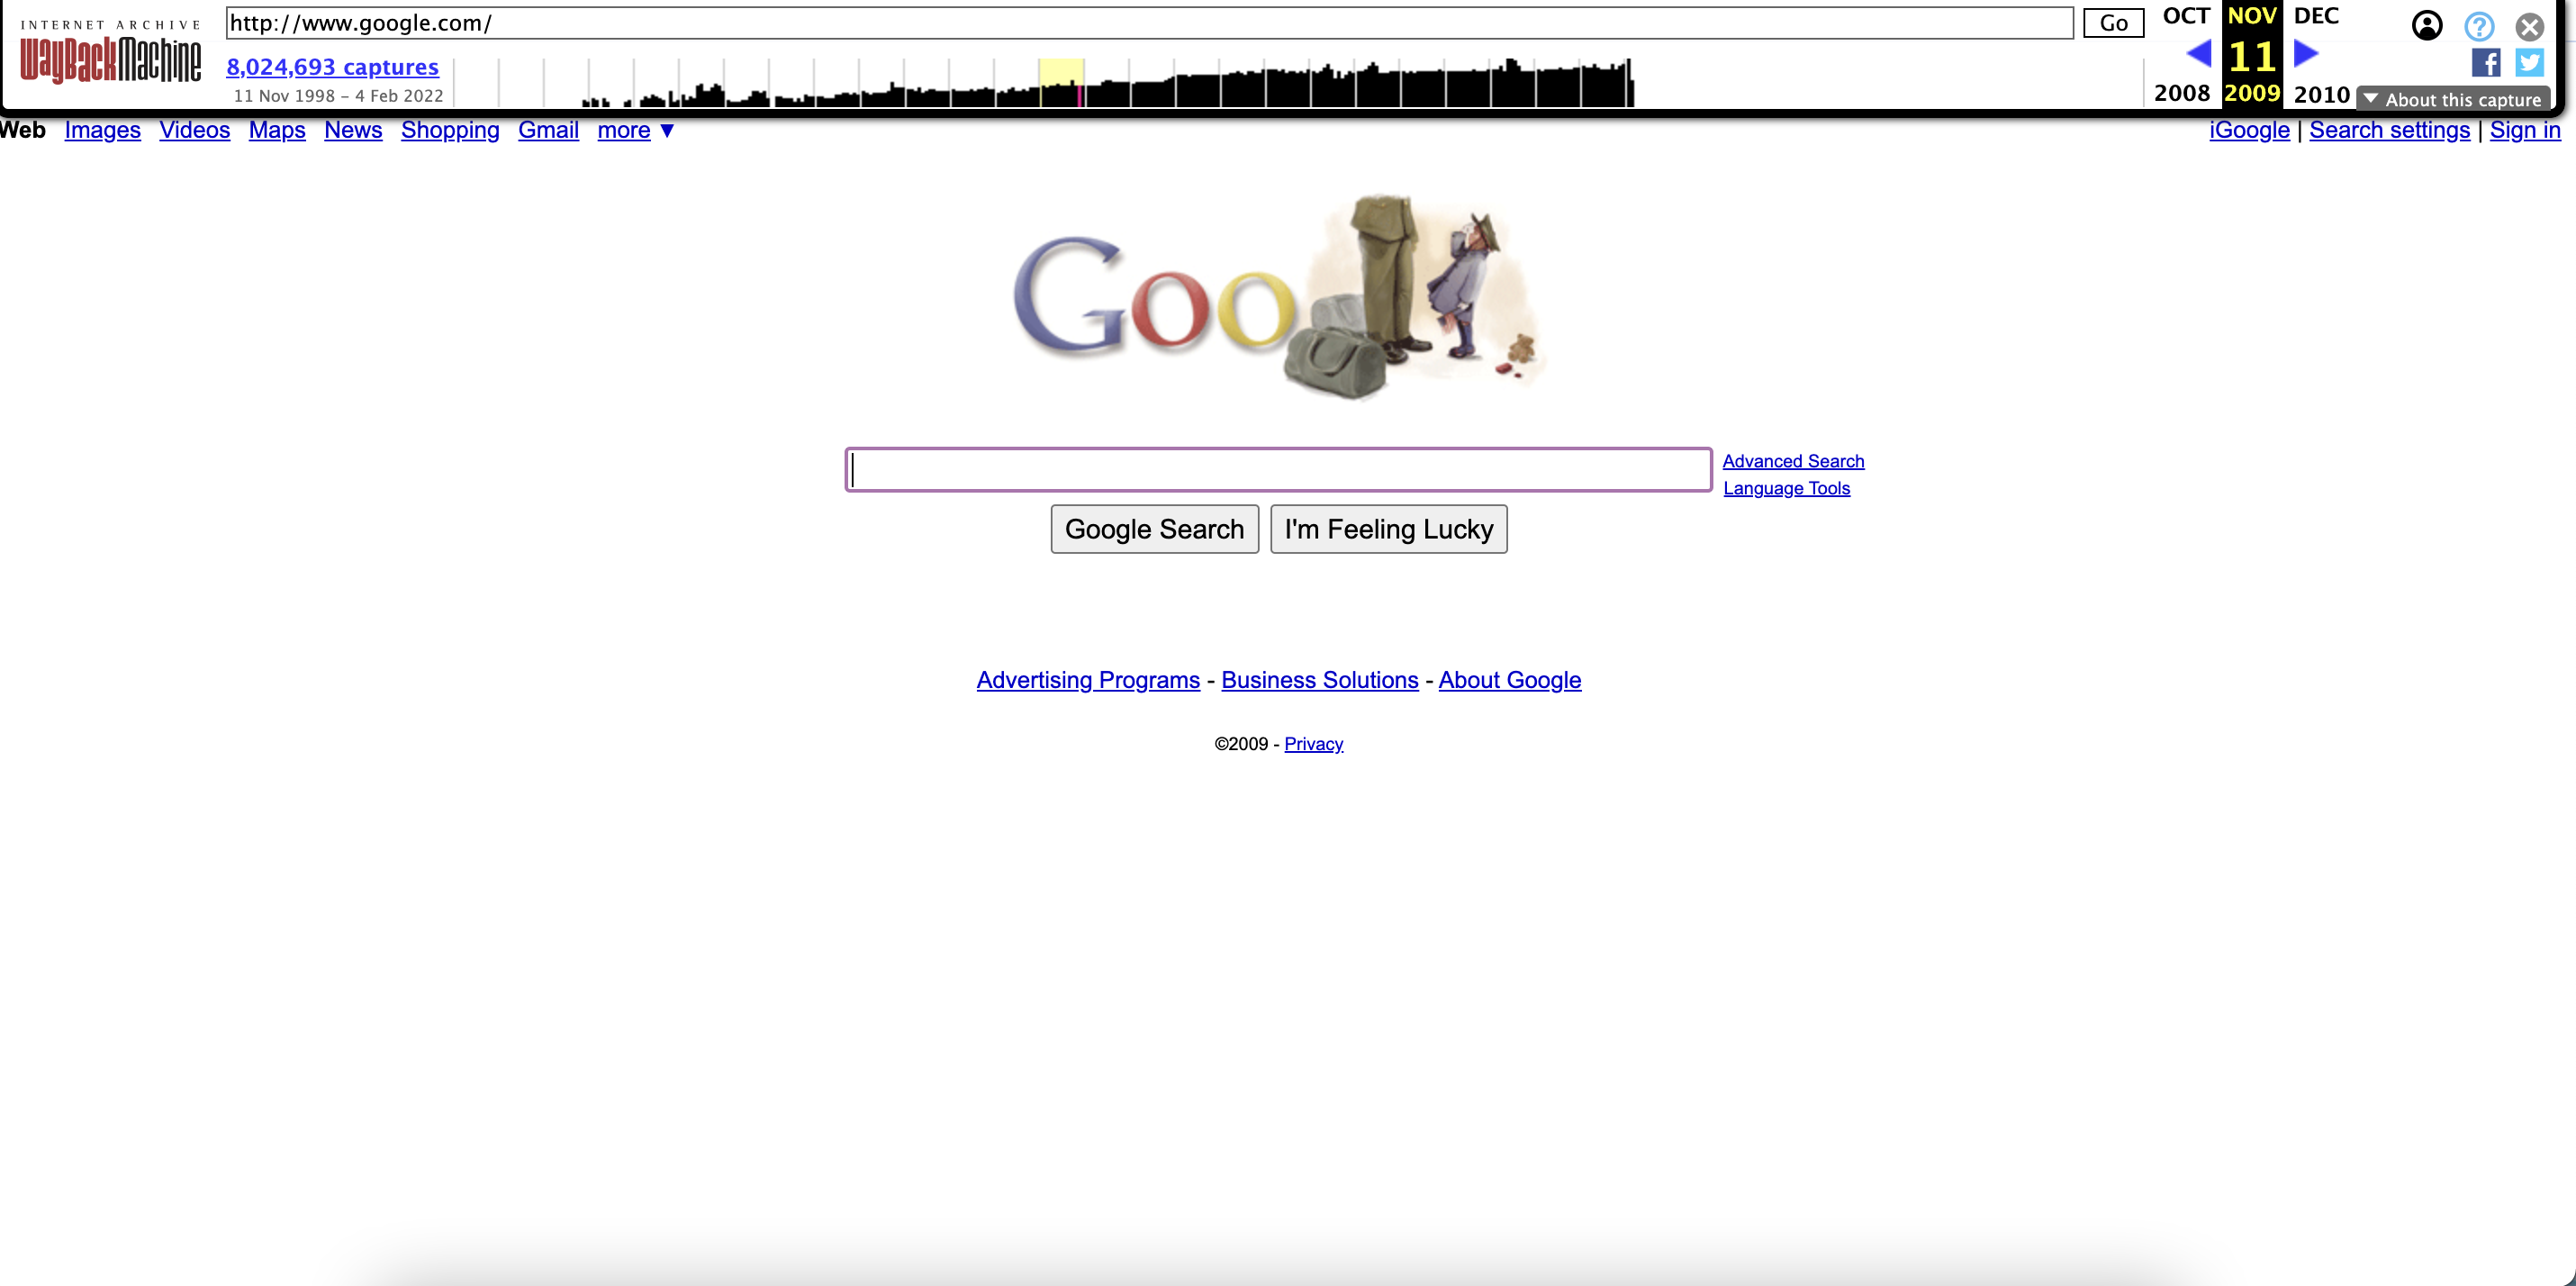 INTERNET ARCHIVE
WayBackMachine
http://www.google.com/
Go
8,024,693 captures
11 Nov 1998 – 4 Feb 2022
OCT NOV DEC
11
2008 2009 2010
▼ About this capture
Web Images Videos Maps News Shopping Gmail more ▼
iGoogle | Search settings | Sign in
Goo
Advanced Search
Language Tools
Google Search I'm Feeling Lucky
Advertising Programs - Business Solutions - About Google
©2009 - Privacy